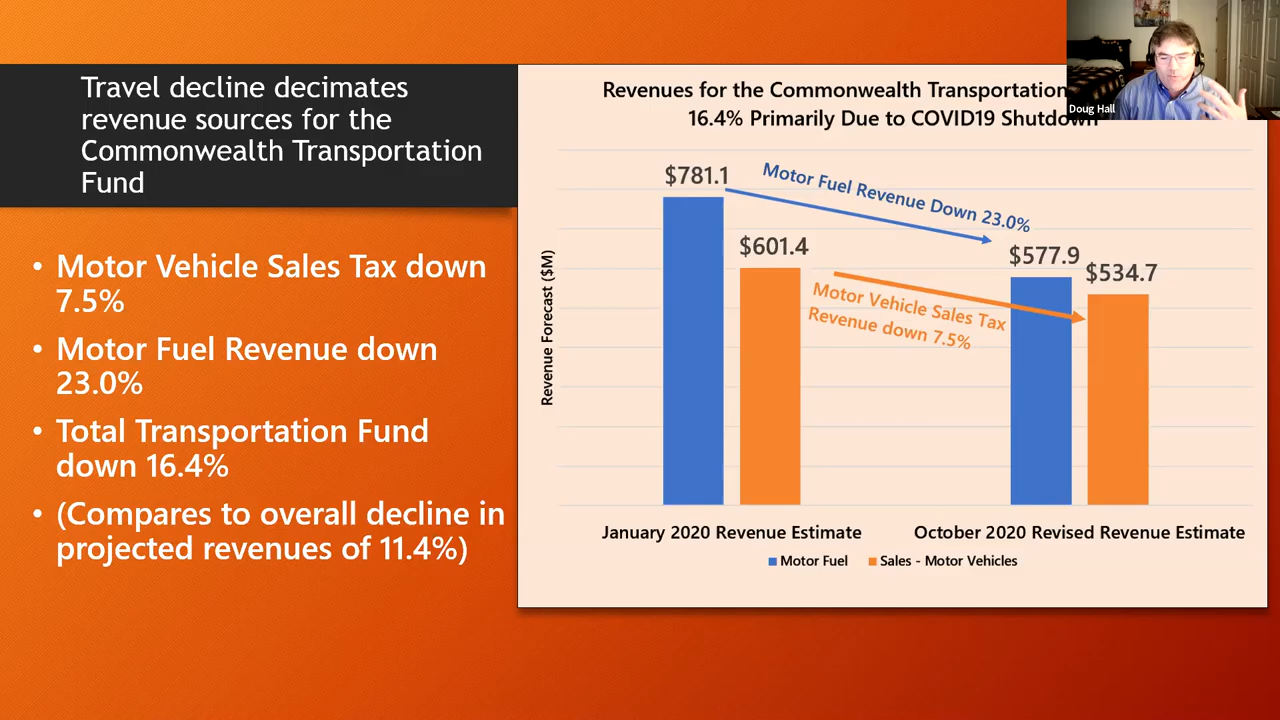 Travel decline decimates
revenue sources for the
Commonwealth Transportation
Fund
• Motor Vehicle Sales Tax down
7.5%
• Motor Fuel Revenue down
23.0%
• Total Transportation Fund
down 16.4%
• (Compares to overall decline in
projected revenues of 11.4%)
Revenues for the Commonwealth Transportation
16.4% Primarily Due to COVID19 Shutdown
Doug Hall
Revenue Forecast ($M)
$781.1
$601.4
Motor Fuel Revenue Down 23.0%
Motor Vehicle Sales Tax
Revenue down 7.5%
$577.9
$534.7
January 2020 Revenue Estimate
October 2020 Revised Revenue Estimate
Motor Fuel
Sales - Motor Vehicles